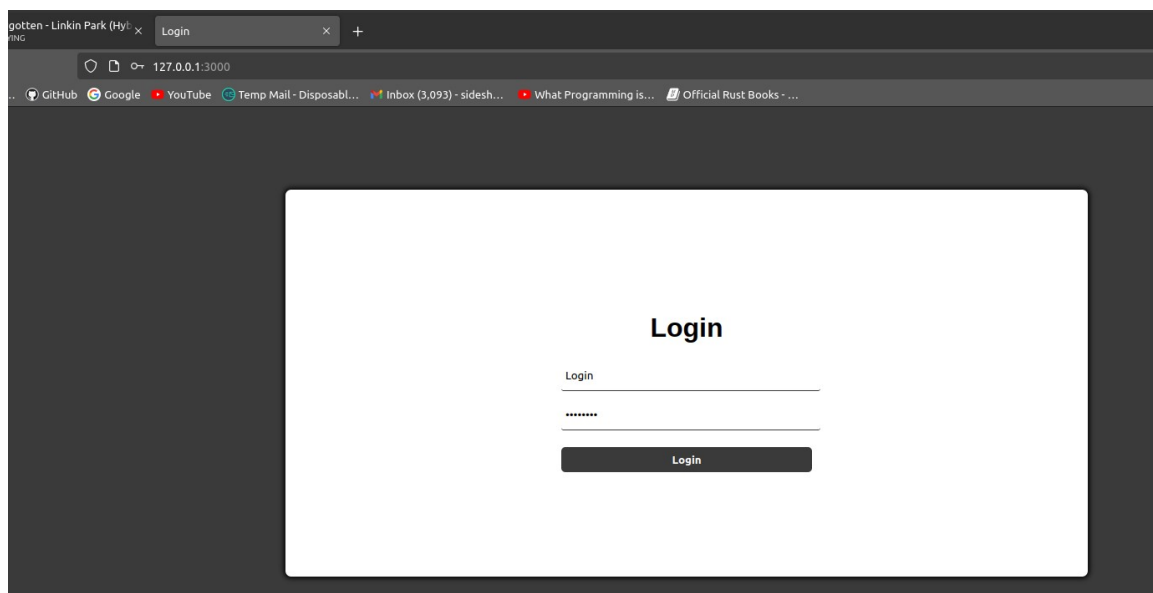 gotten - Linkin Park (Hyb
YING
Login
127.0.0.1:3000
.. GitHub Google YouTube Temp Mail - Disposabl... Inbox (3,093) - sidesh... What Programming is... Official Rust Books - ...
Login
Login
••••••••
Login